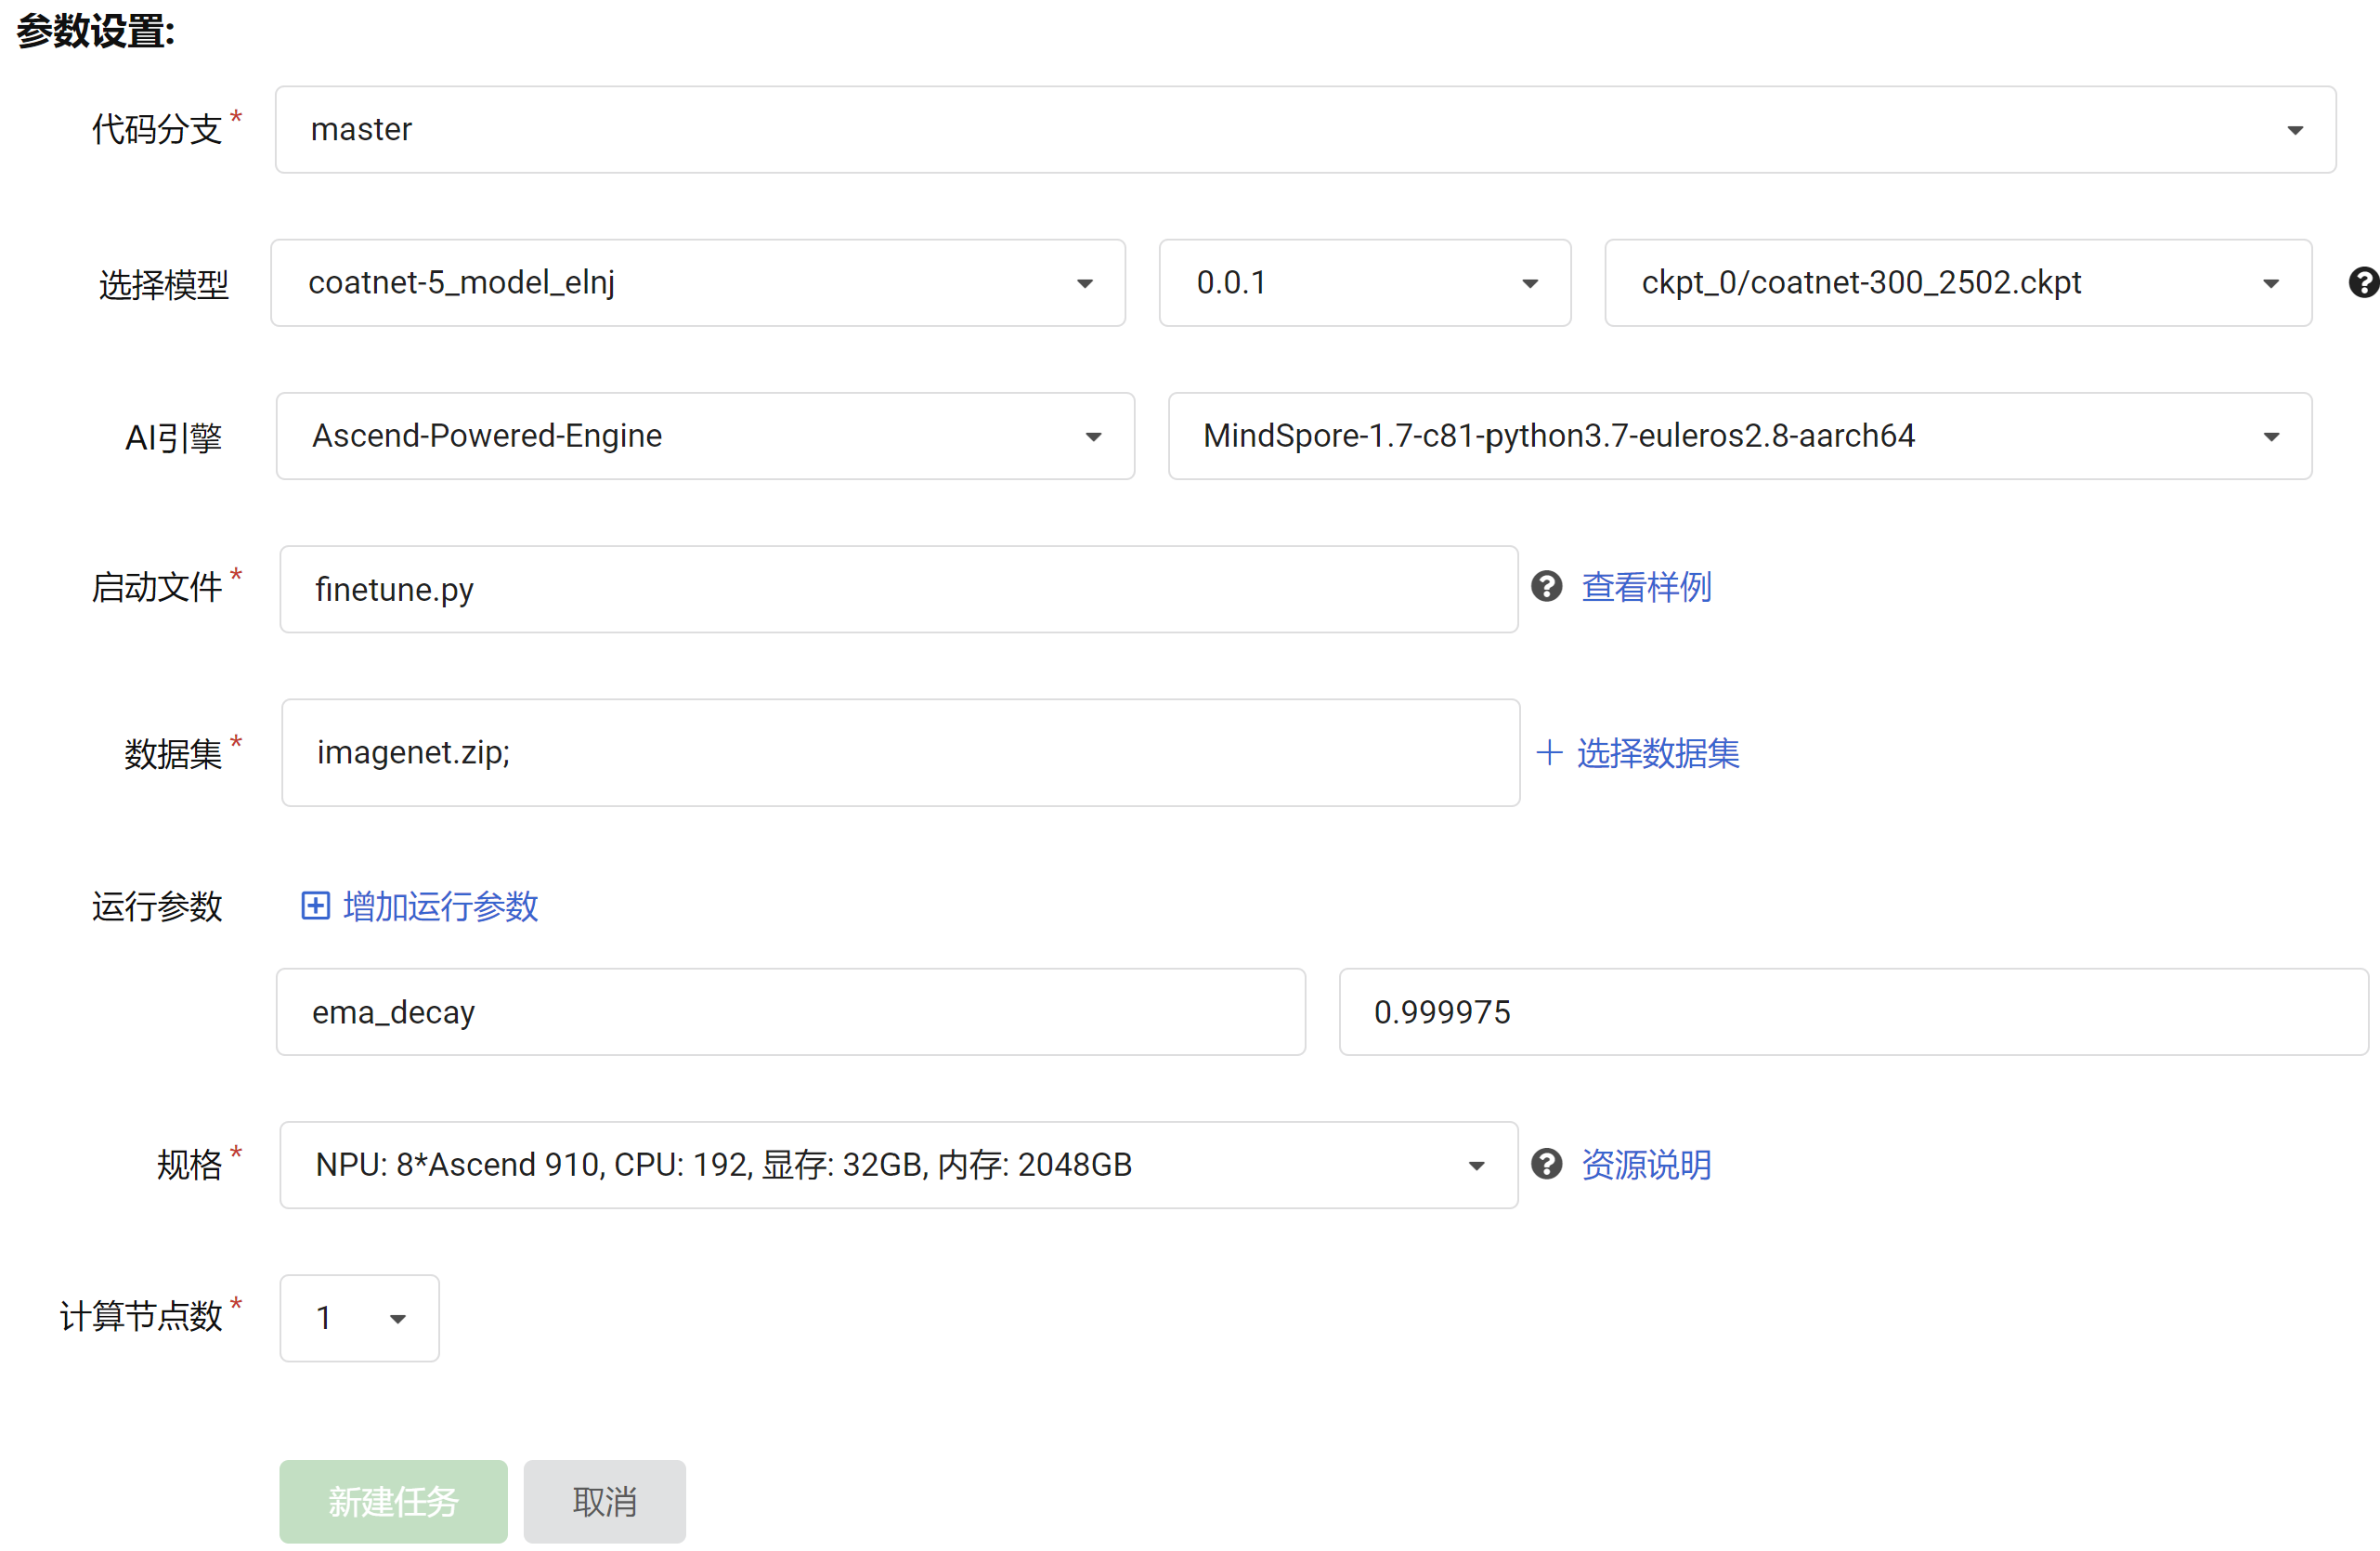 参数设置:
代码分支 * master
选择模型 coatnet-5_model_elnj 0.0.1 ckpt_0/coatnet-300_2502.ckpt
AI引擎 Ascend-Powered-Engine MindSpore-1.7-c81-python3.7-euleros2.8-aarch64
启动文件 * finetune.py 查看样例
数据集 * imagenet.zip; 选择数据集
运行参数 增加运行参数
ema_decay 0.999975
规格 * NPU: 8*Ascend 910, CPU: 192, 显存: 32GB, 内存: 2048GB 资源说明
计算节点数 * 1
新建任务 取消